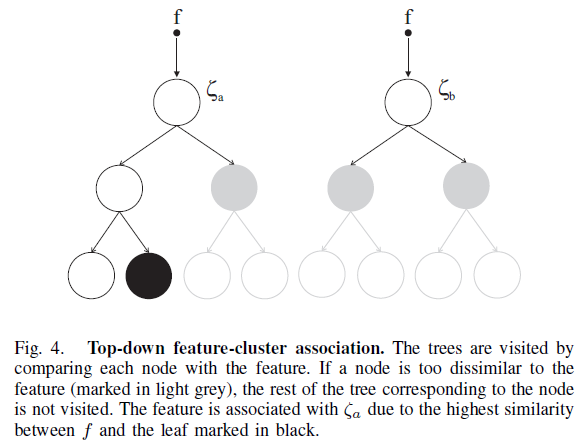 f f
ζa ζb
Fig. 4. Top-down feature-cluster association. The trees are visited by
comparing each node with the feature. If a node is too dissimilar to the
feature (marked in light grey), the rest of the tree corresponding to the node
is not visited. The feature is associated with ζa due to the highest similarity
between f and the leaf marked in black.